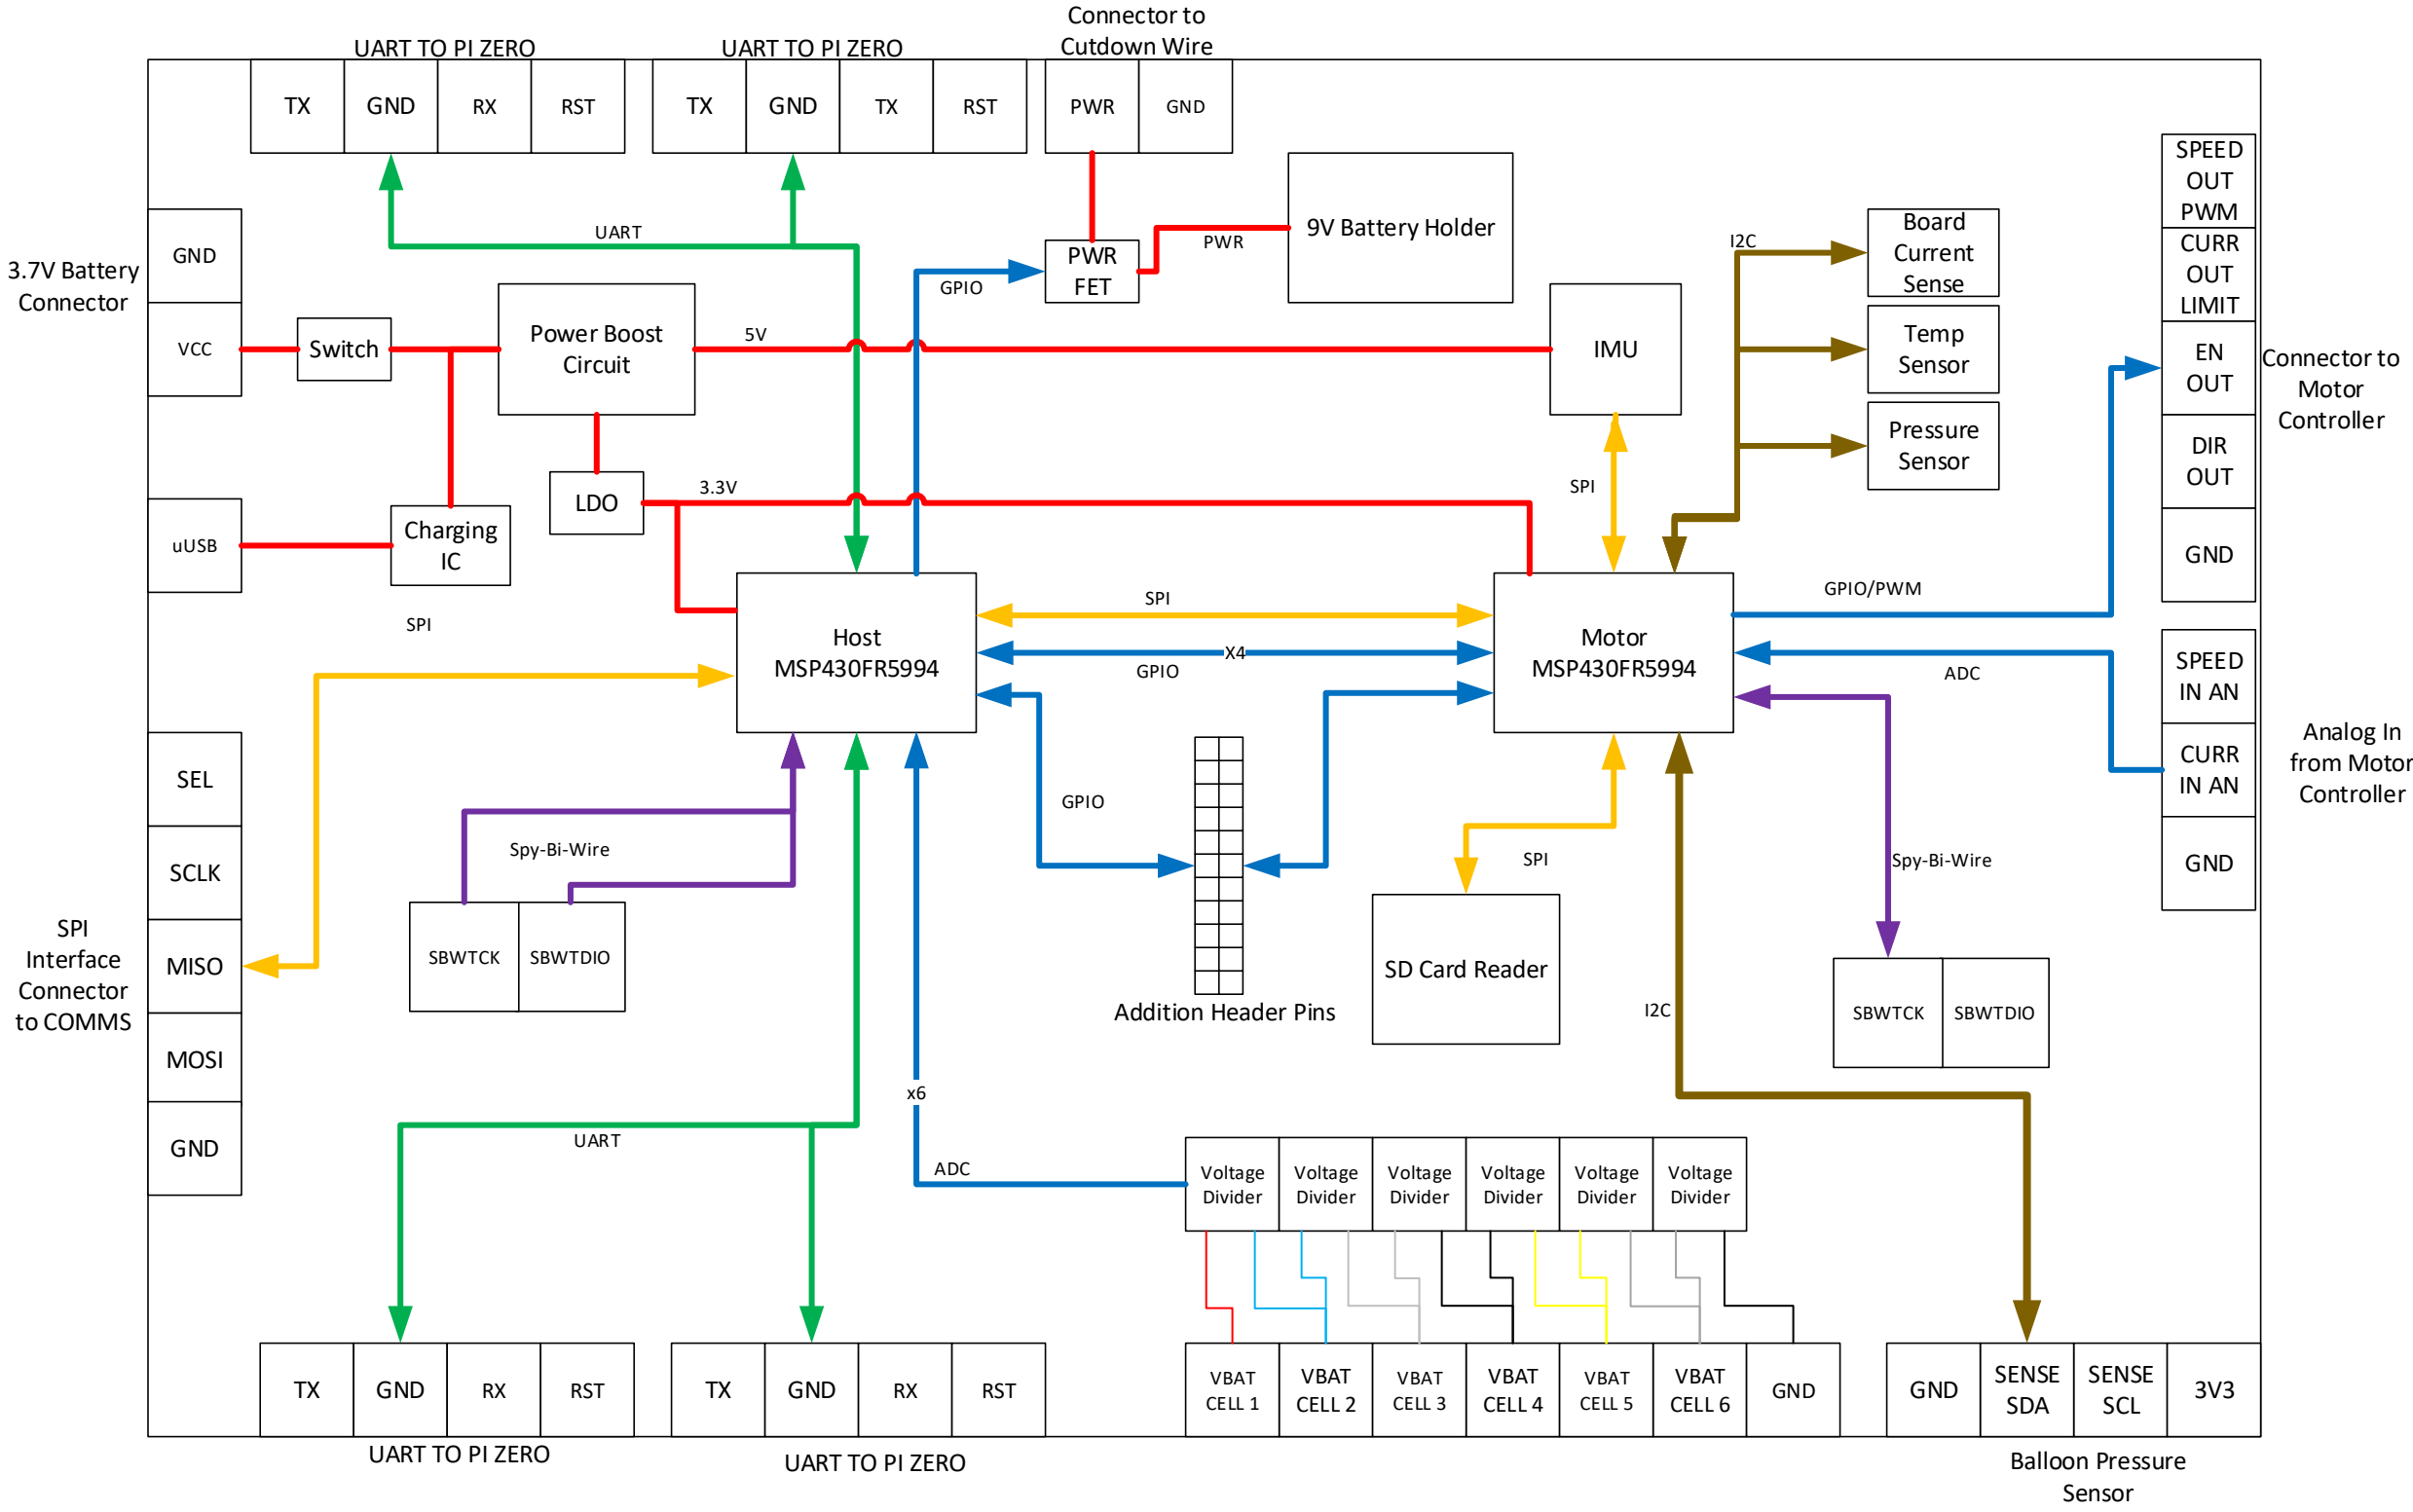 Connector to
Cutdown Wire
UART TO PI ZERO
UART TO PI ZERO
TX
GND
RX
RST
TX
GND
TX
RST
PWR
GND
3.7V Battery
Connector
GND
VCC
uUSB
UART
Switch
Power Boost
Circuit
5V
GPIO
PWR
FET
PWR
9V Battery Holder
IMU
I2C
Board
Current
Sense
Temp
Sensor
Pressure
Sensor
SPEED
OUT
PWM
CURR
OUT
LIMIT
EN
OUT
DIR
OUT
GND
Connector to
Motor
Controller
Charging
IC
LDO
3.3V
SPI
SPI
Host
MSP430FR5994
SPI
X4
GPIO
Motor
MSP430FR5994
GPIO/PWM
ADC
SPEED
IN AN
CURR
IN AN
GND
Analog In
from Motor
Controller
SPI
Interface
Connector
to COMMS
SEL
SCLK
MISO
MOSI
GND
Spy-Bi-Wire
SBWTCK
SBWTDIO
GPIO
Addition Header Pins
SPI
SD Card Reader
I2C
Spy-Bi-Wire
SBWTCK
SBWTDIO
UART
x6
ADC
Voltage
Divider
Voltage
Divider
Voltage
Divider
Voltage
Divider
Voltage
Divider
Voltage
Divider
TX
GND
RX
RST
UART TO PI ZERO
TX
GND
RX
RST
UART TO PI ZERO
VBAT
CELL 1
VBAT
CELL 2
VBAT
CELL 3
VBAT
CELL 4
VBAT
CELL 5
VBAT
CELL 6
GND
GND
SENSE
SDA
SENSE
SCL
3V3
Balloon Pressure
Sensor